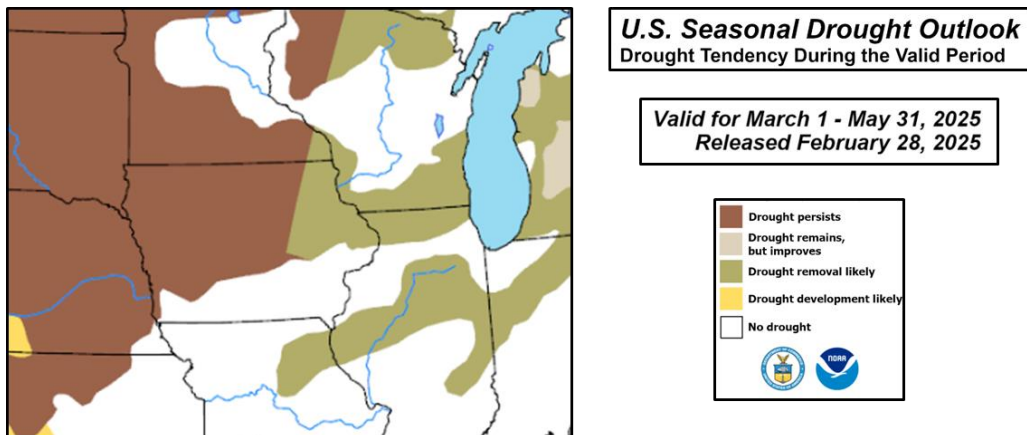 U.S. Seasonal Drought Outlook
Drought Tendency During the Valid Period
Valid for March 1 - May 31, 2025
Released February 28, 2025
Drought persists
Drought remains,
but improves
Drought removal likely
Drought development likely
No drought
NOAA